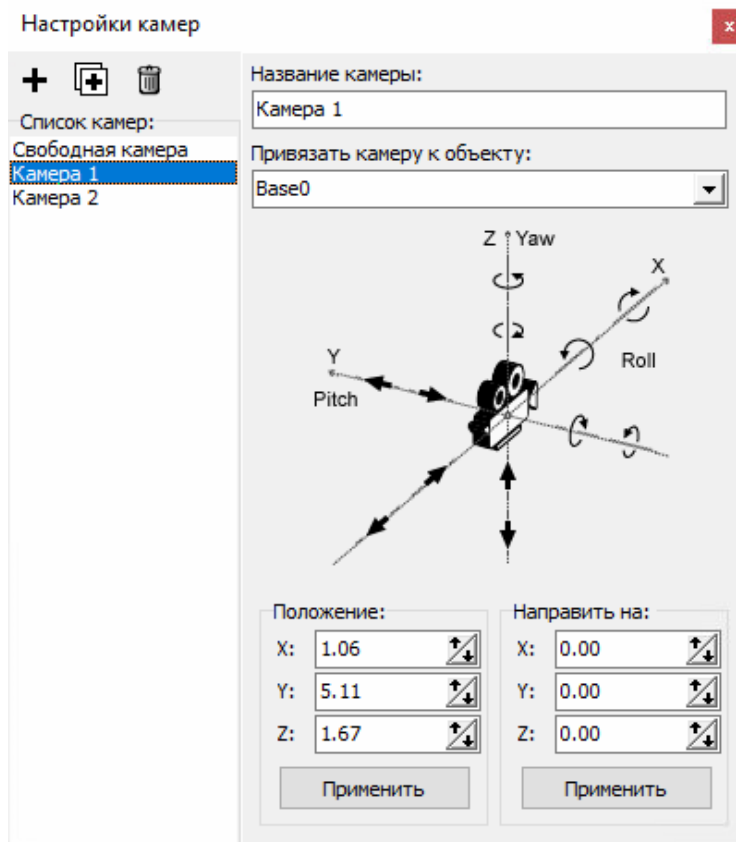 Настройки камер
x
Список камер:
Свободная камера
Камера 1
Камера 2
Название камеры:
Камера 1
Привязать камеру к объекту:
Base0
Z Yaw
X
Y
Roll
Pitch
Положение:
X: 1.06
Y: 5.11
Z: 1.67
Применить
Направить на:
X: 0.00
Y: 0.00
Z: 0.00
Применить